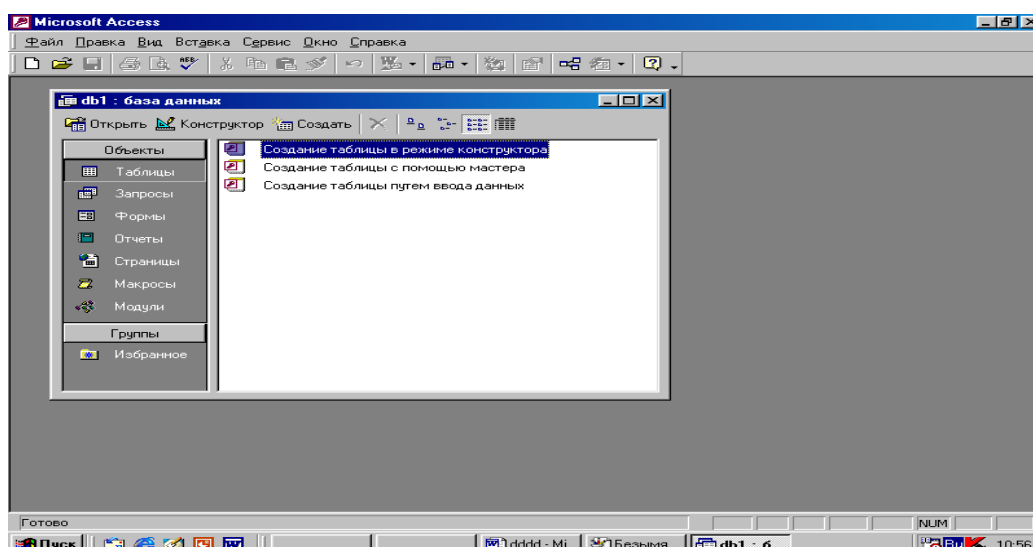 Microsoft Access
Файл Правка Вид Вставка Сервис Окно Справка
db1 : база данных
Открыть Конструктор Создать
Объекты
Таблицы
Запросы
Формы
Отчеты
Страницы
Макросы
Модули
Группы
Избранное
Создание таблицы в режиме конструктора
Создание таблицы с помощью мастера
Создание таблицы путем ввода данных
Готово
NUM
Пуск
dddd - Mi
Безымя
db1 : б
Ru
10:56